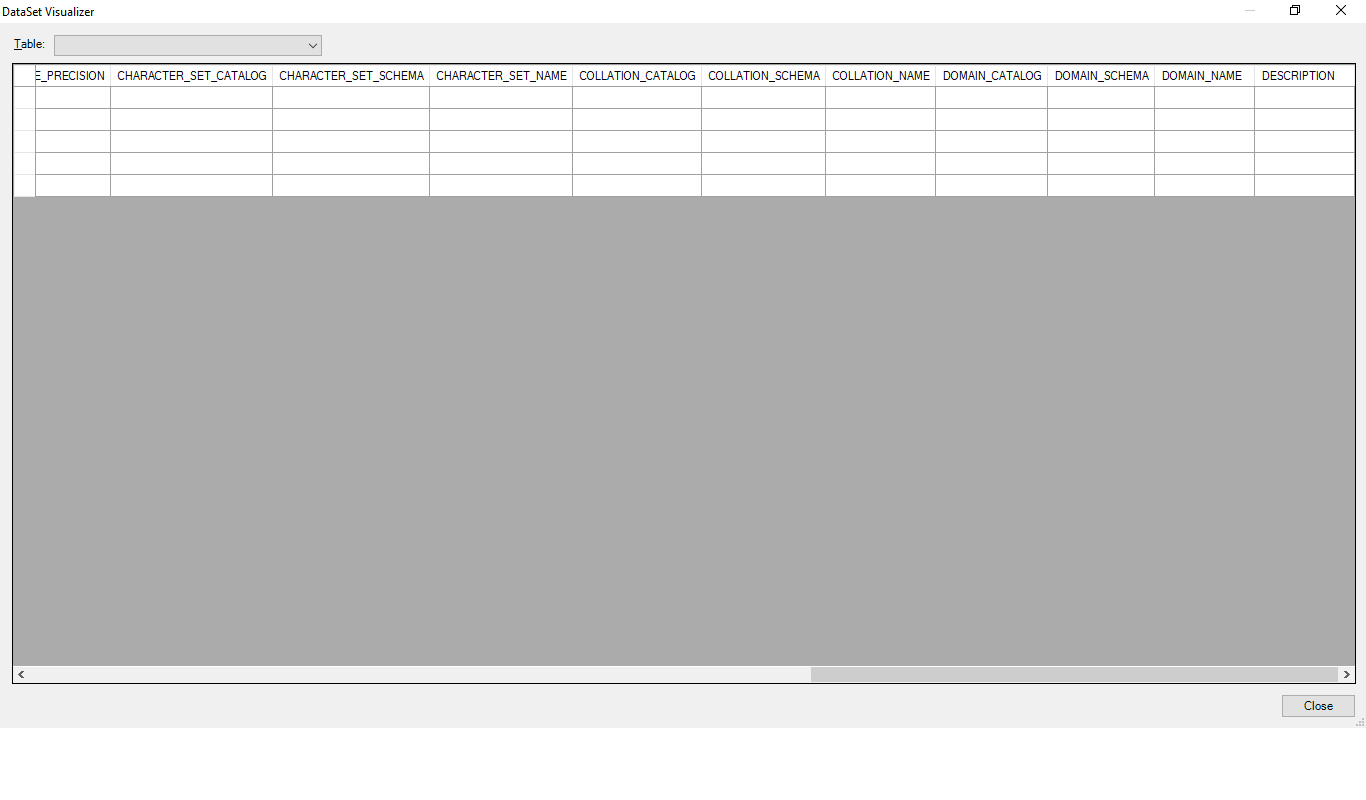 DataSet Visualizer
Table:
E_PRECISION CHARACTER_SET_CATALOG CHARACTER_SET_SCHEMA CHARACTER_SET_NAME COLLATION_CATALOG COLLATION_SCHEMA COLLATION_NAME DOMAIN_CATALOG DOMAIN_SCHEMA DOMAIN_NAME DESCRIPTION
Close